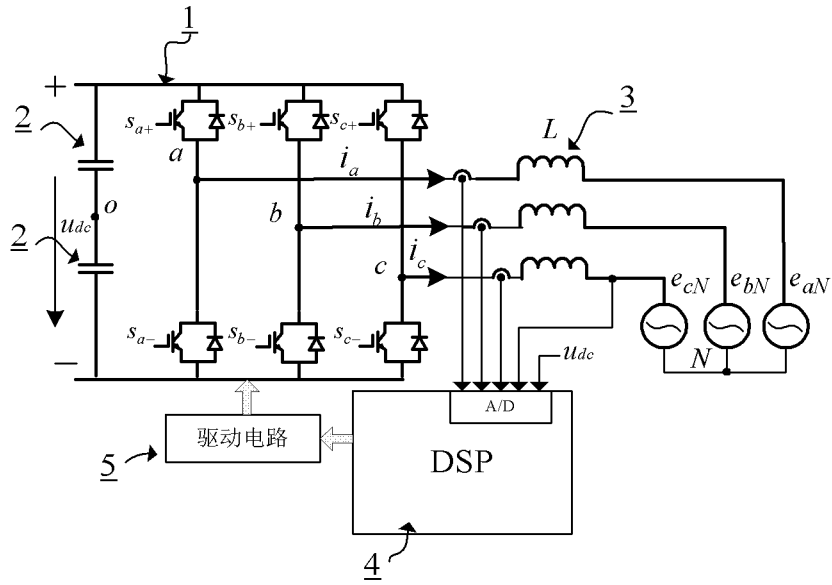 1
+
2
s_{a+}
s_{b+}
s_{c+}
3
L
a
i_a
o
b
i_b
u_{dc}
2
c
i_c
e_{cN}
e_{bN}
e_{aN}
s_{a-}
s_{b-}
s_{c-}
N
−
u_{dc}
A/D
驱动电路
5
DSP
4